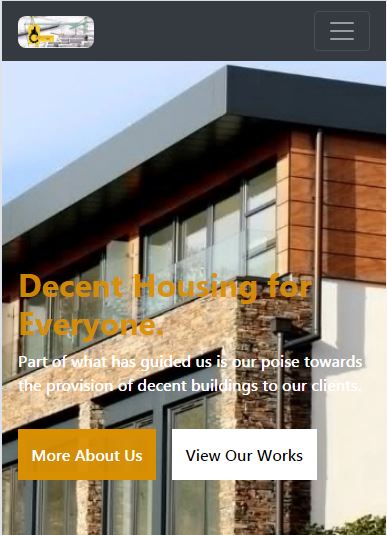 Decent Housing for
Everyone.
Part of what has guided us is our poise towards
the provision of decent buildings to our clients.
More About Us
View Our Works